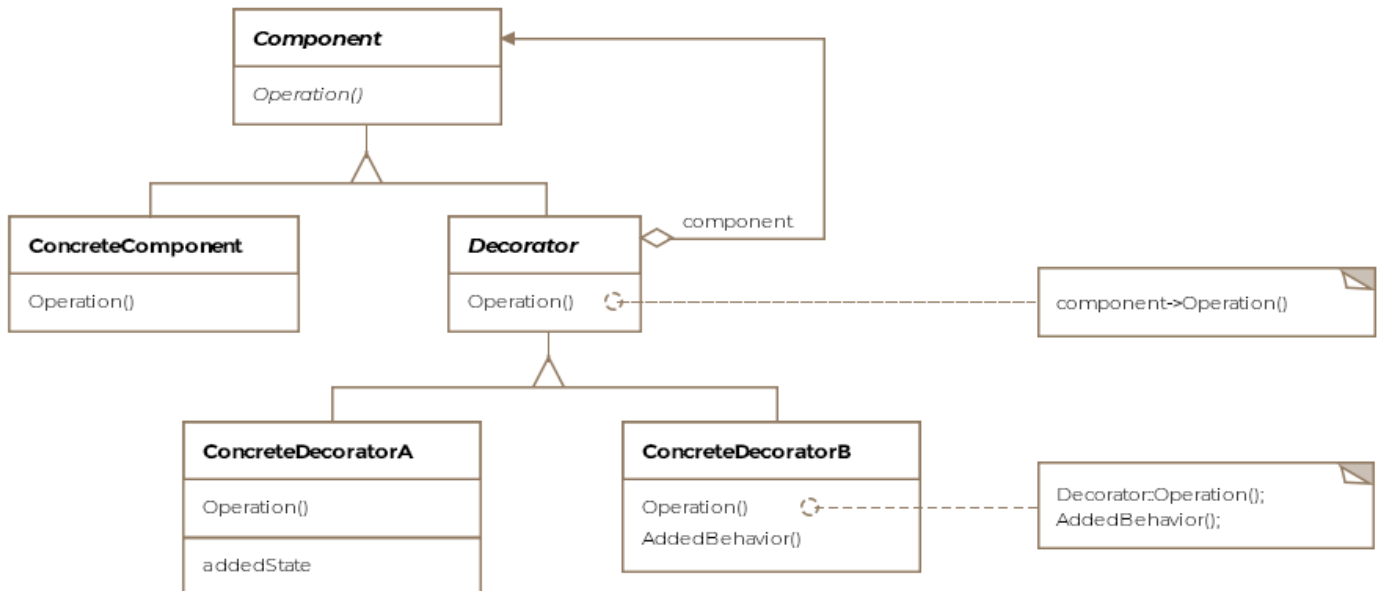 Component
Operation()
component
ConcreteComponent
Operation()
Decorator
Operation()
component->Operation()
ConcreteDecoratorA
Operation()
addedState
ConcreteDecoratorB
Operation()
AddedBehavior()
Decorator::Operation();
AddedBehavior();